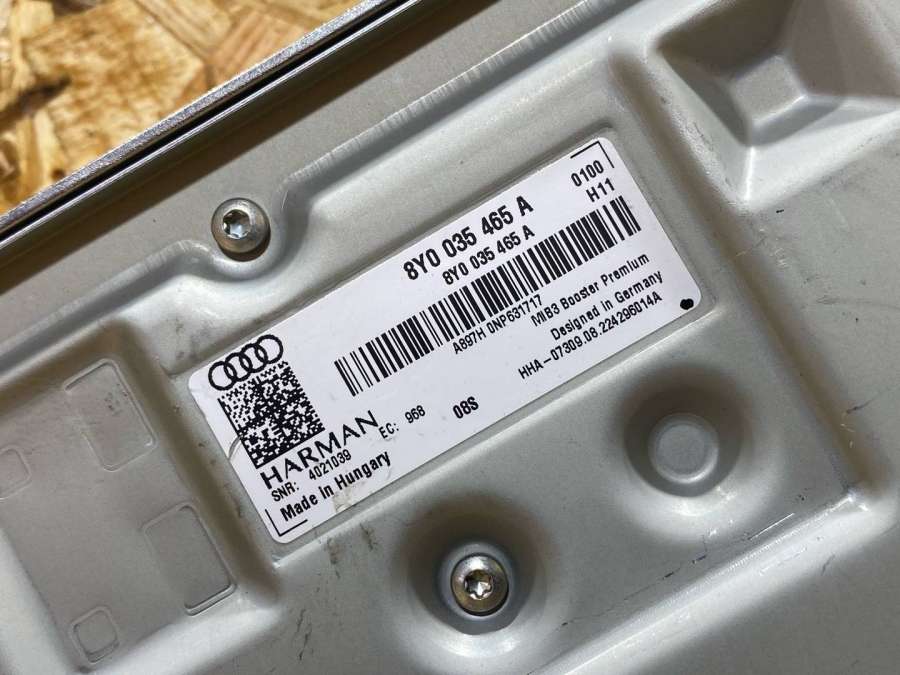 8Y0 035 465 A
0100
8Y0 035 465 A
H11
A897H 0NP631717
MIB3 Booster Premium
Designed in Germany
HHA-07309.08.224296014A
HARMAN
EC: 968
08S
SNR: 4021039
Made in Hungary